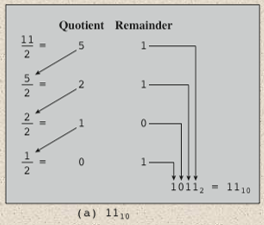 Quotient Remainder
11/2 = 5 1
5/2 = 2 1
2/2 = 1 0
1/2 = 0 1
1011₂ = 11₁₀
(a) 11₁₀